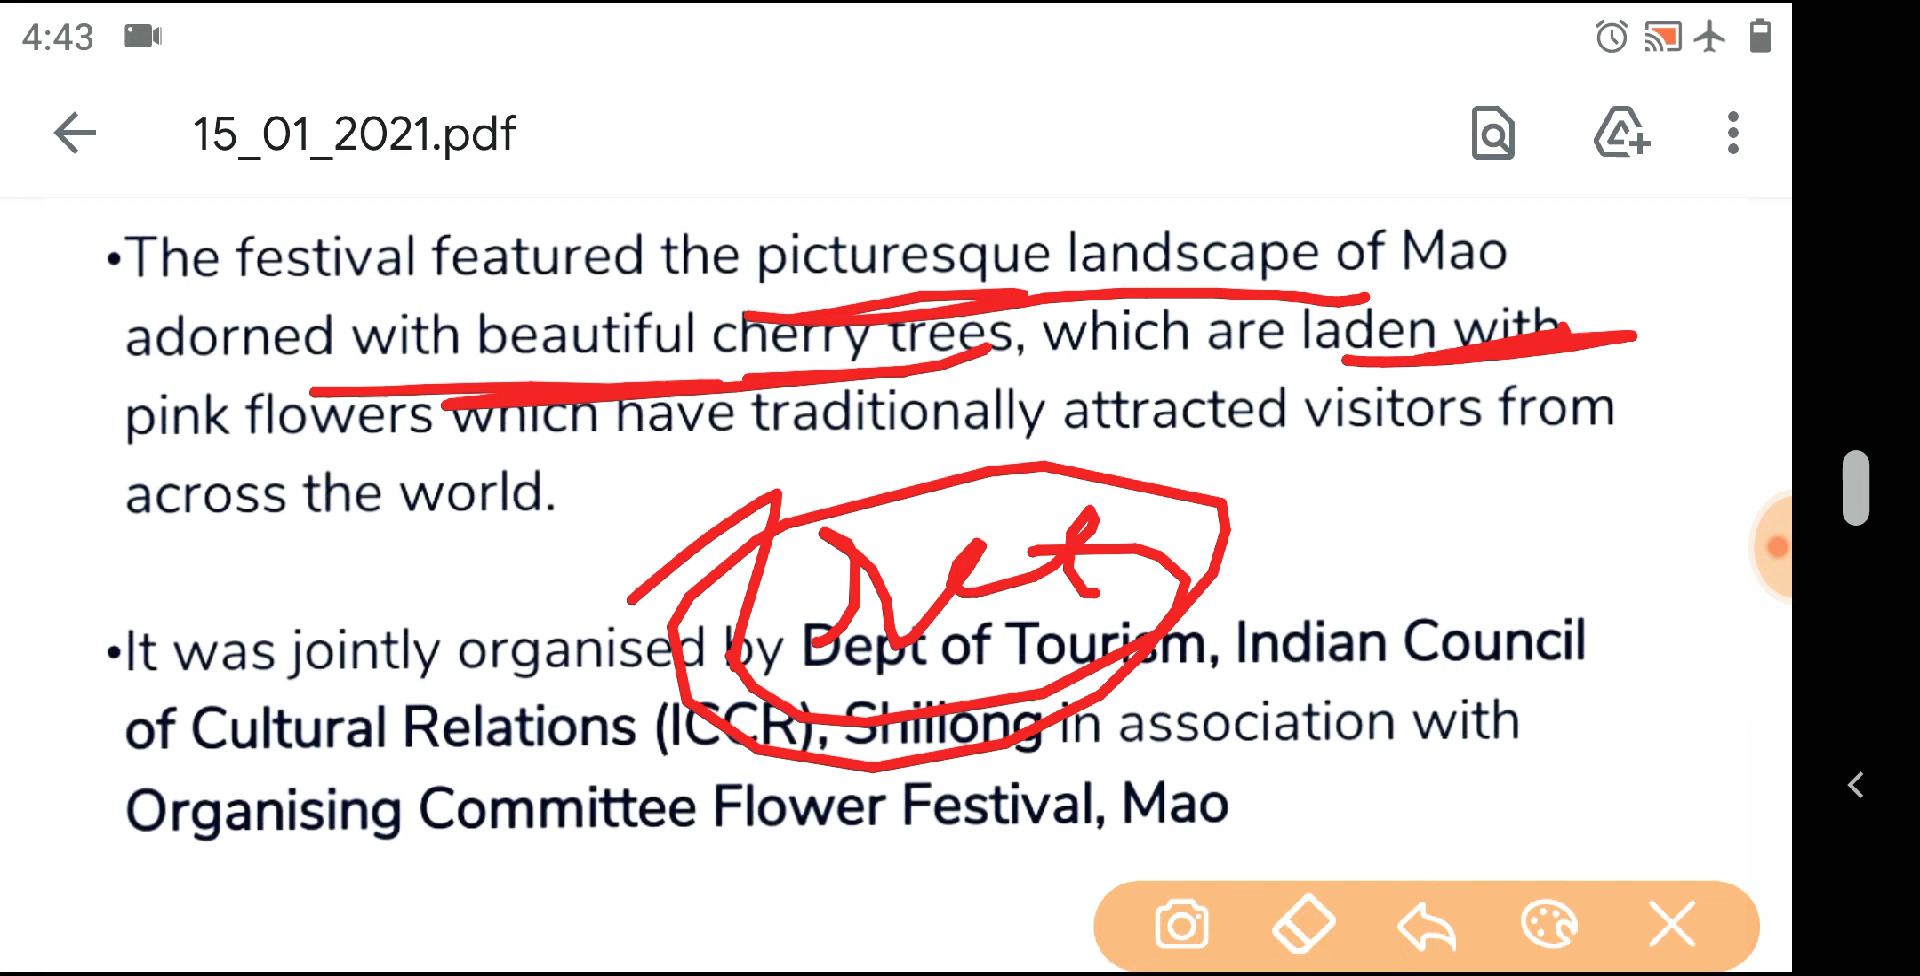 4:43
15_01_2021.pdf
•The festival featured the picturesque landscape of Mao
adorned with beautiful cherry trees, which are laden with
pink flowers which have traditionally attracted visitors from
across the world.
•It was jointly organised by Dept of Tourism, Indian Council
of Cultural Relations (ICCR), Shillong in association with
Organising Committee Flower Festival, Mao